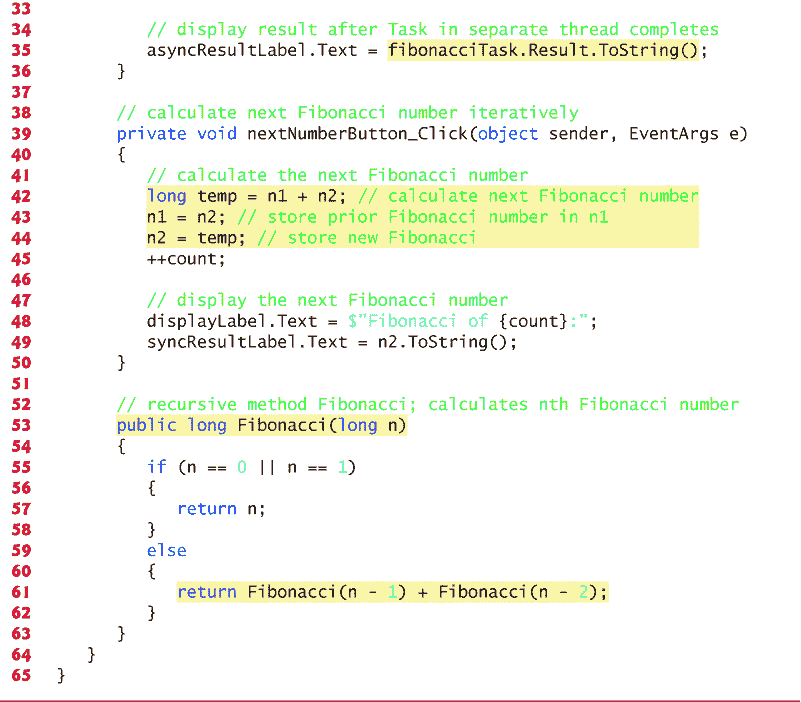 33
34 // display result after Task in separate thread completes
35 asyncResultLabel.Text = fibonacciTask.Result.ToString();
36 }
37
38 // calculate next Fibonacci number iteratively
39 private void nextNumberButton_Click(object sender, EventArgs e)
40 {
41 // calculate the next Fibonacci number
42 long temp = n1 + n2; // calculate next Fibonacci number
43 n1 = n2; // store prior Fibonacci number in n1
44 n2 = temp; // store new Fibonacci
45 ++count;
46
47 // display the next Fibonacci number
48 displayLabel.Text = $"Fibonacci of {count}:";
49 syncResultLabel.Text = n2.ToString();
50 }
51
52 // recursive method Fibonacci; calculates nth Fibonacci number
53 public long Fibonacci(long n)
54 {
55 if (n == 0 || n == 1)
56 {
57 return n;
58 }
59 else
60 {
61 return Fibonacci(n - 1) + Fibonacci(n - 2);
62 }
63 }
64 }
65 }